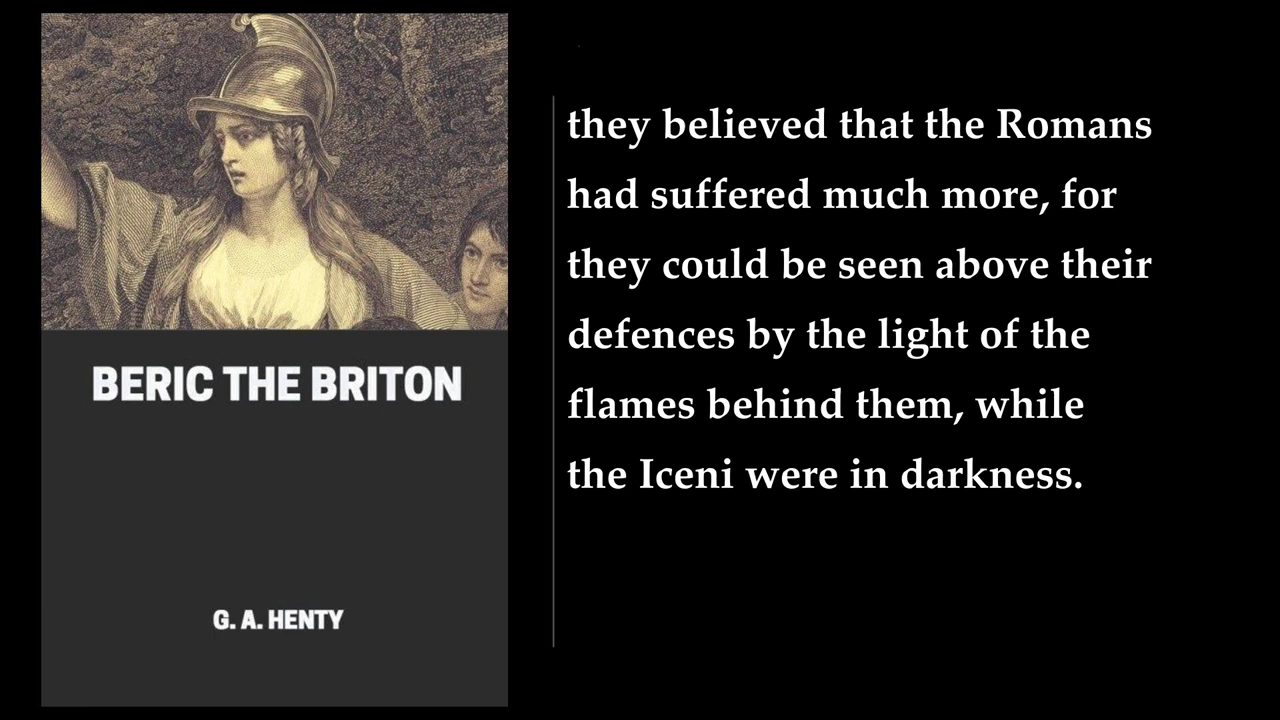 BERIC THE BRITON
G. A. HENTY
they believed that the Romans
had suffered much more, for
they could be seen above their
defences by the light of the
flames behind them, while
the Iceni were in darkness.